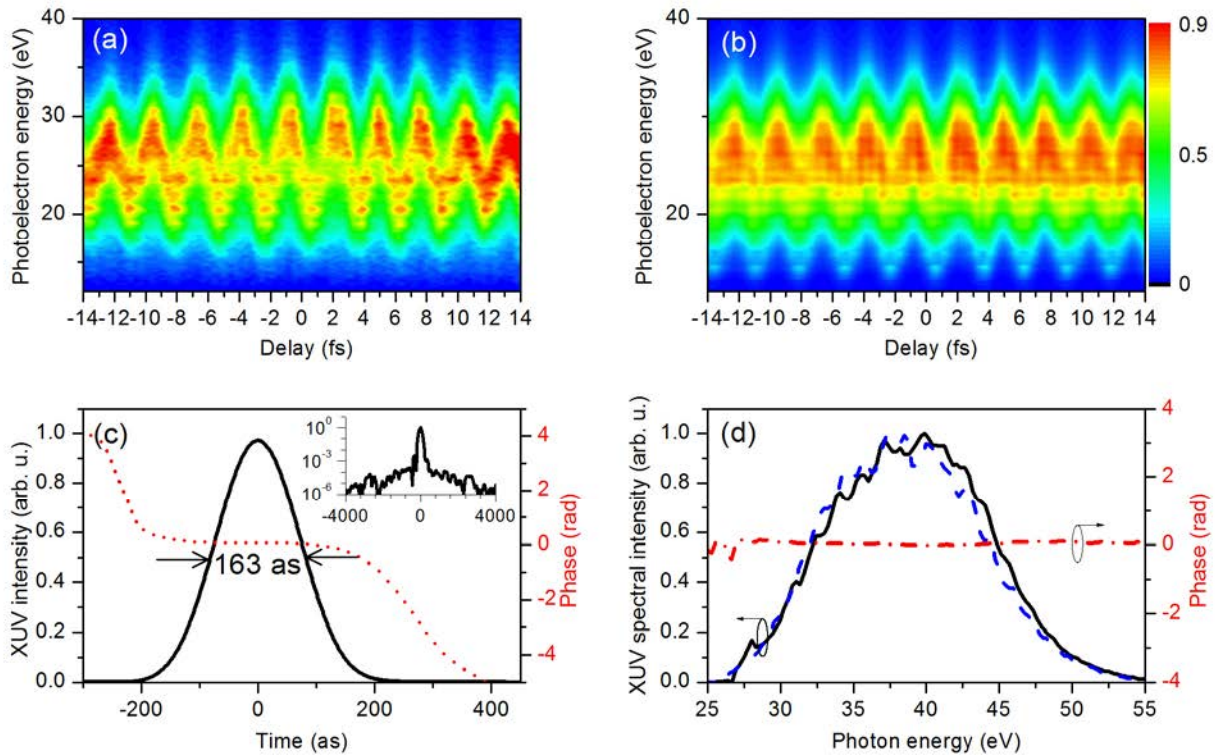 (a)
Photoelectron energy (eV)
40
30
20
-14 -12 -10 -8 -6 -4 -2 0 2 4 6 8 10 12 14
Delay (fs)
(b)
Photoelectron energy (eV)
40
30
20
-14 -12 -10 -8 -6 -4 -2 0 2 4 6 8 10 12 14
Delay (fs)
0.9
0.5
0
(c)
XUV intensity (arb. u.)
1.0
0.8
0.6
0.4
0.2
0.0
-200 0 200 400
Time (as)
163 as
10^0
10^-3
10^-6
-4000 0 4000
4
2
0
-2
-4
Phase (rad)
(d)
XUV spectral intensity (arb. u.)
1.0
0.8
0.6
0.4
0.2
0.0
25 30 35 40 45 50 55
Photon energy (eV)
4
2
0
-2
-4
Phase (rad)